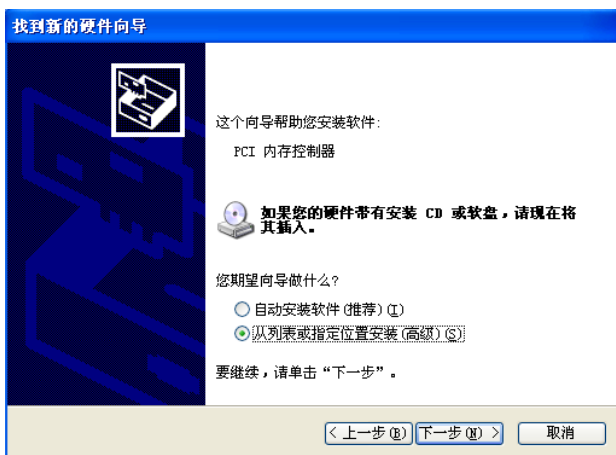 找到新的硬件向导
这个向导帮助您安装软件:
PCI 内存控制器
如果您的硬件带有安装 CD 或软盘，请现在将
其插入。
您期望向导做什么?
自动安装软件(推荐)(I)
从列表或指定位置安装(高级)(S)
要继续，请单击“下一步”。
< 上一步(B) 下一步(N) > 取消